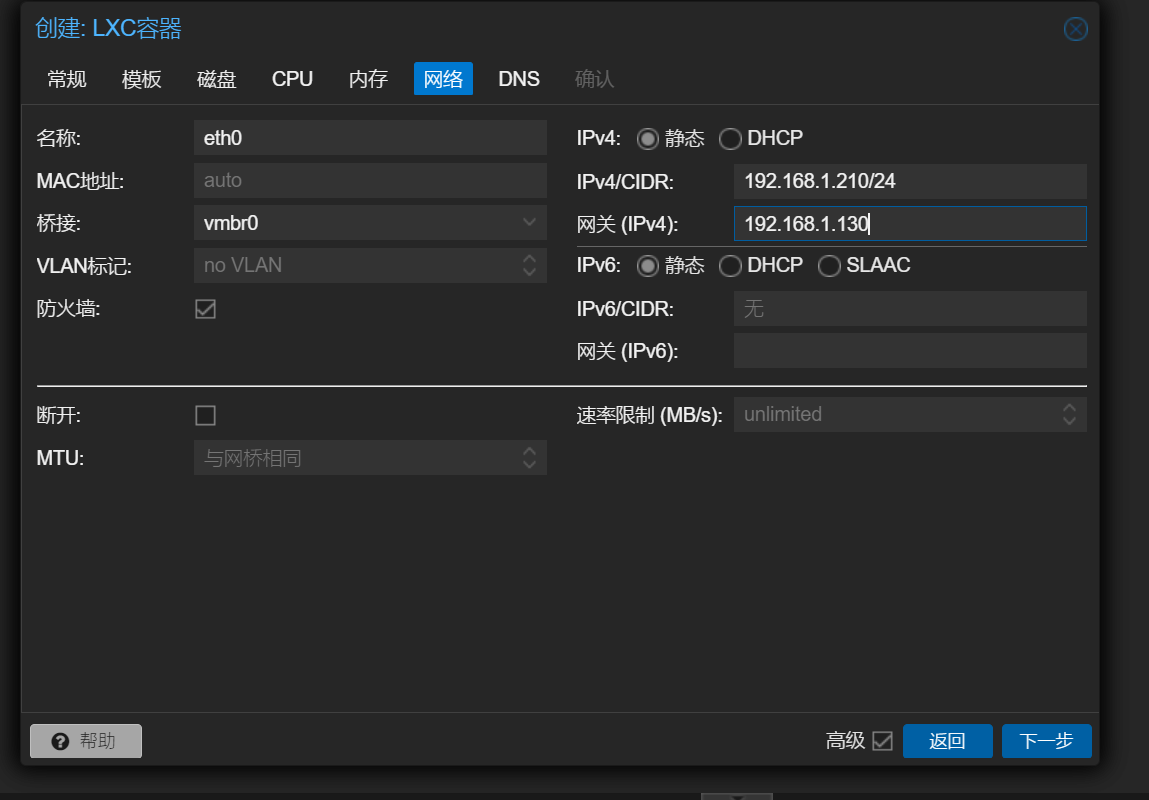 创建: LXC容器
常规 模板 磁盘 CPU 内存 网络 DNS 确认
名称: eth0
MAC地址: auto
桥接: vmbr0
VLAN标记: no VLAN
防火墙:
IPv4: 静态 DHCP
IPv4/CIDR: 192.168.1.210/24
网关 (IPv4): 192.168.1.130
IPv6: 静态 DHCP SLAAC
IPv6/CIDR: 无
网关 (IPv6):
断开:
MTU: 与网桥相同
速率限制 (MB/s): unlimited
帮助
高级 返回 下一步